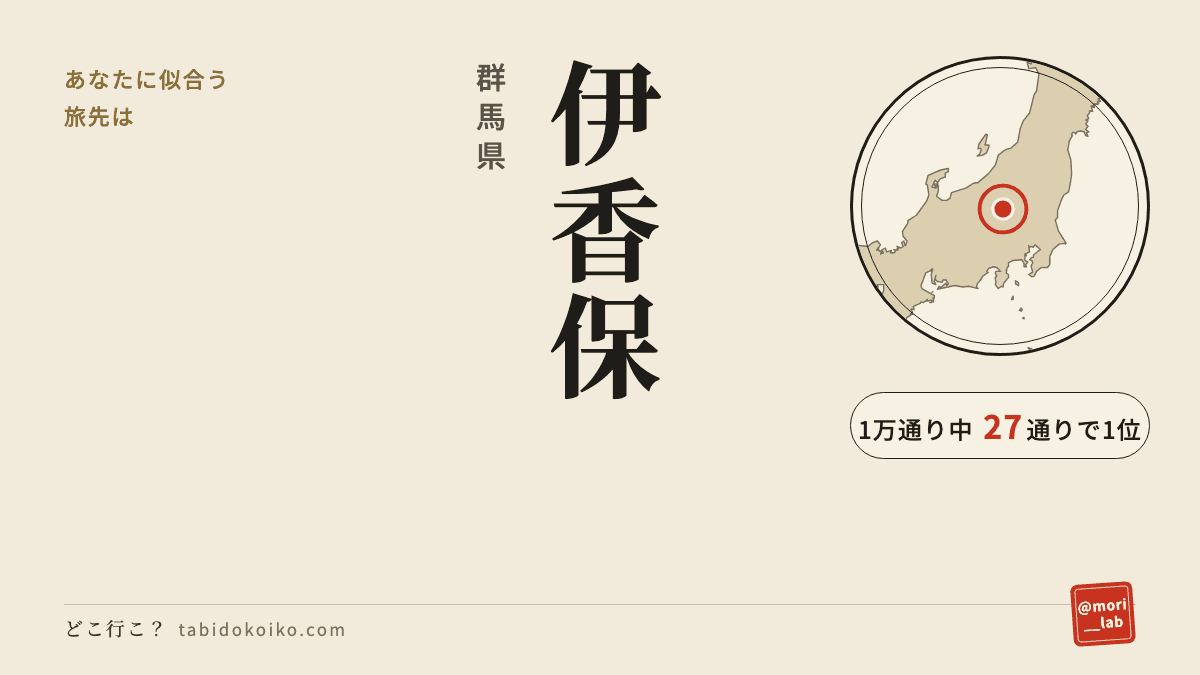 あなたに似合う
旅先は
伊香保
群馬県
1万通り中 27通りで1位
どこ行こ？ tabidokoiko.com
@mori
__lab